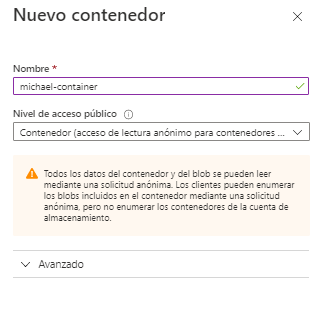 Nuevo contenedor
Nombre *
michael-container
Nivel de acceso público
Contenedor (acceso de lectura anónimo para contenedores ...
Todos los datos del contenedor y del blob se pueden leer
mediante una solicitud anónima. Los clientes pueden enumerar
los blobs incluidos en el contenedor mediante una solicitud
anónima, pero no enumerar los contenedores de la cuenta de
almacenamiento.
Avanzado